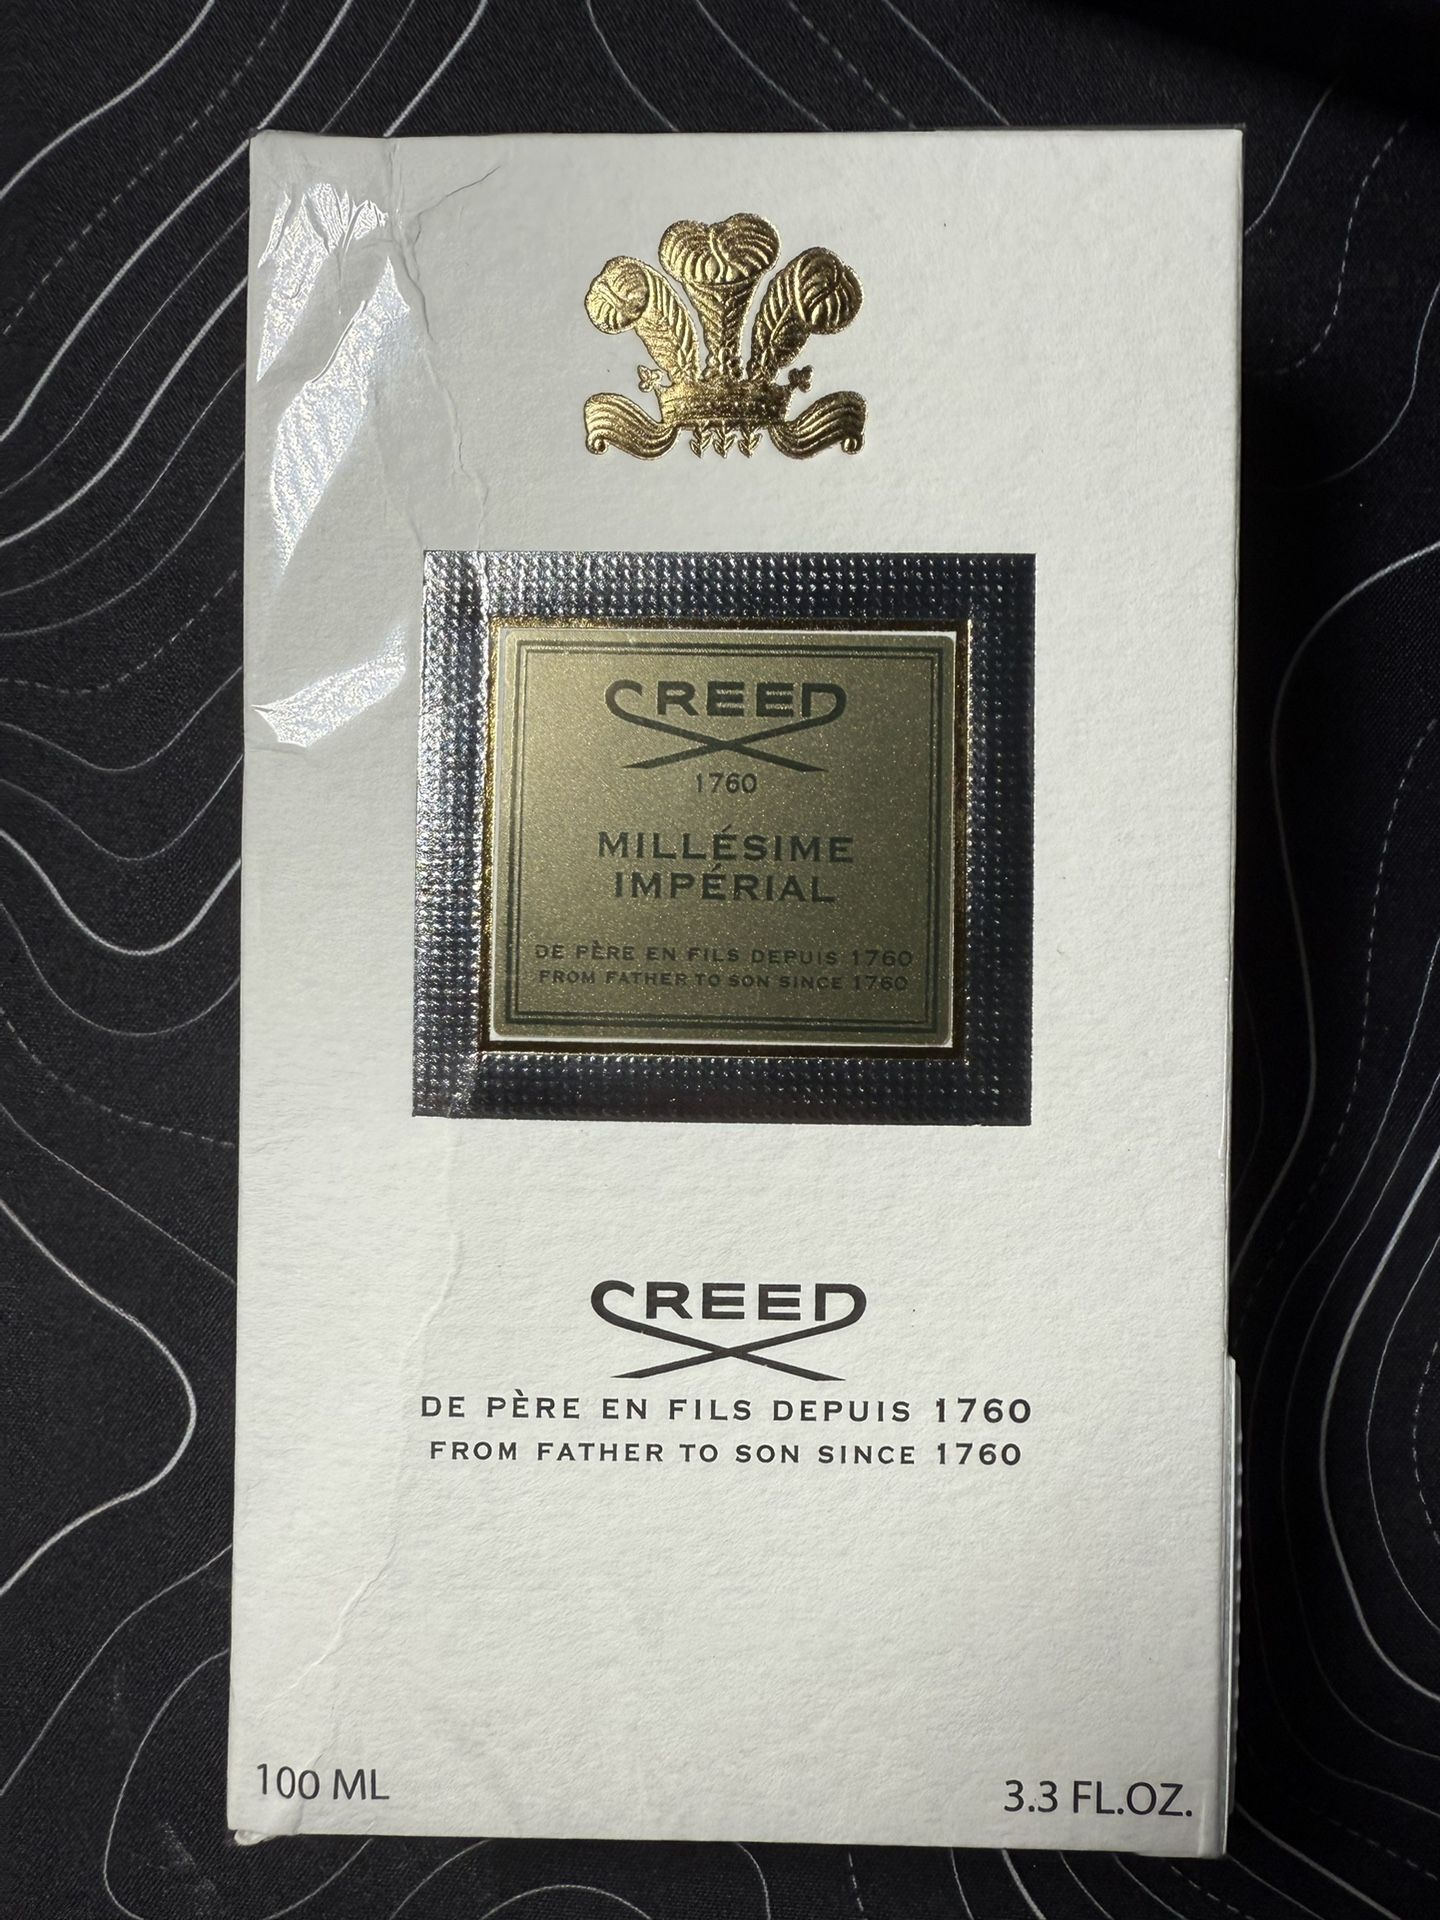 CREED
1760
MILLÉSIME
IMPÉRIAL
DE PÈRE EN FILS DEPUIS 1760
FROM FATHER TO SON SINCE 1760
CREED
DE PÈRE EN FILS DEPUIS 1760
FROM FATHER TO SON SINCE 1760
100 ML
3.3 FL.OZ.